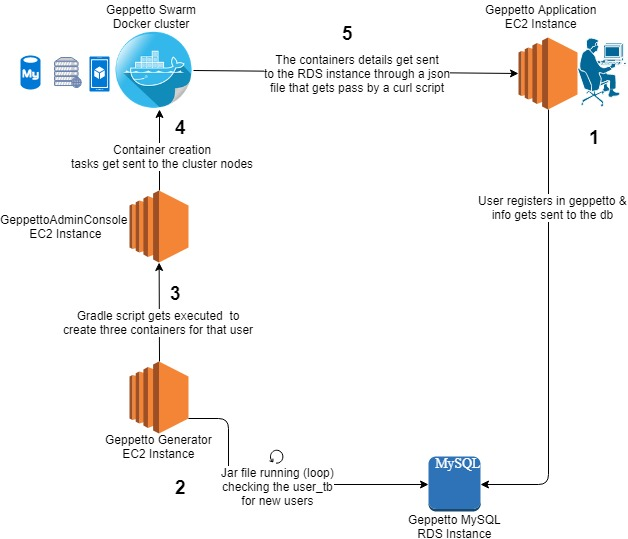 Geppetto Swarm
Docker cluster
My
5
The containers details get sent
to the RDS instance through a json
file that gets pass by a curl script
Geppetto Application
EC2 Instance
1
4
Container creation
tasks get sent to the cluster nodes
User registers in geppetto &
info gets sent to the db
GeppettoAdminConsole
EC2 Instance
3
Gradle script gets executed to
create three containers for that user
Geppetto Generator
EC2 Instance
2
Jar file running (loop)
checking the user_tb
for new users
MySQL
Geppetto MySQL
RDS Instance